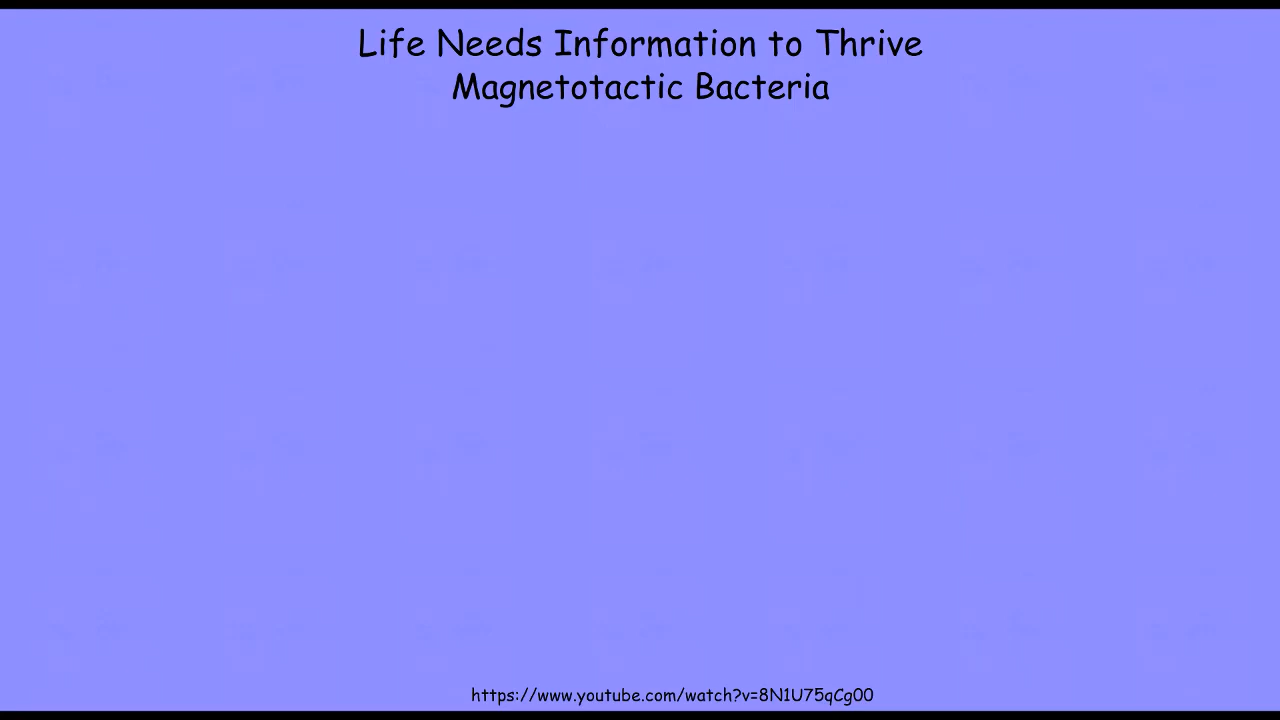 Life Needs Information to Thrive
Magnetotactic Bacteria
https://www.youtube.com/watch?v=8N1U75qCg00